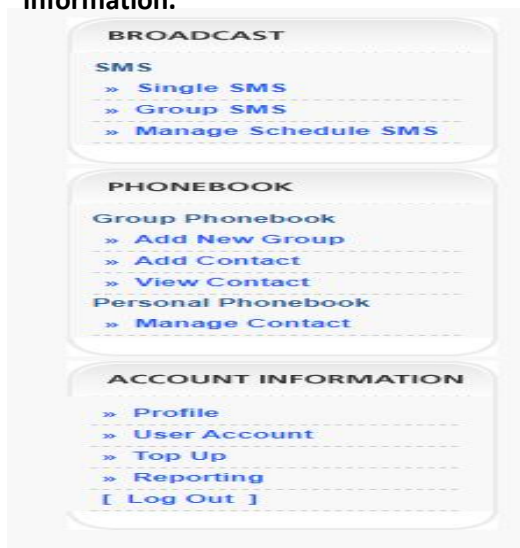 information.
BROADCAST
SMS
» Single SMS
» Group SMS
» Manage Schedule SMS
PHONEBOOK
Group Phonebook
» Add New Group
» Add Contact
» View Contact
Personal Phonebook
» Manage Contact
ACCOUNT INFORMATION
» Profile
» User Account
» Top Up
» Reporting
[ Log Out ]